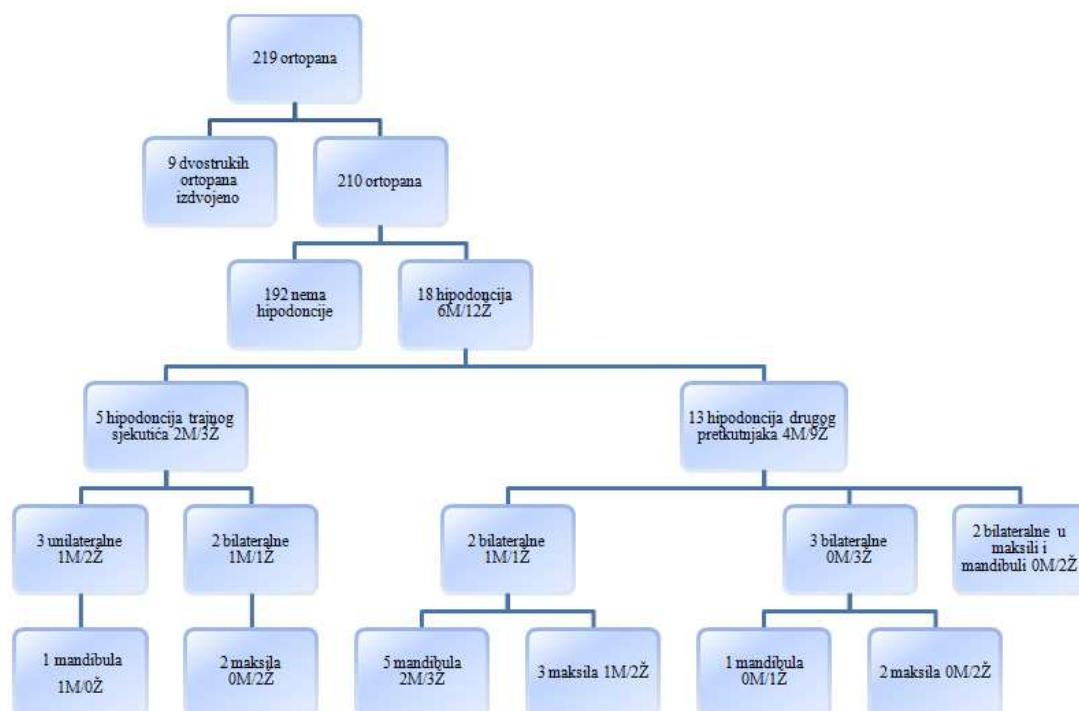 219 ortopana
9 dvostrukih
ortopana
izdvojeno
210 ortopana
192 nema
hipodoncije
18 hipodoncija
6M/12Ž
5 hipodoncija trajnog
sjekutića 2M/3Ž
13 hipodoncija drugog
pretkutnjaka 4M/9Ž
3 unilateralne
1M/2Ž
2 bilateralne
1M/1Ž
2 bilateralne
1M/1Ž
3 bilateralne
0M/3Ž
2 bilateralne u
maksili i
mandibuli 0M/2Ž
1 mandibula
1M/0Ž
2 maksila
0M/2Ž
5 mandibula
2M/3Ž
3 maksila 1M/2Ž
1 mandibula
0M/1Ž
2 maksila 0M/2Ž